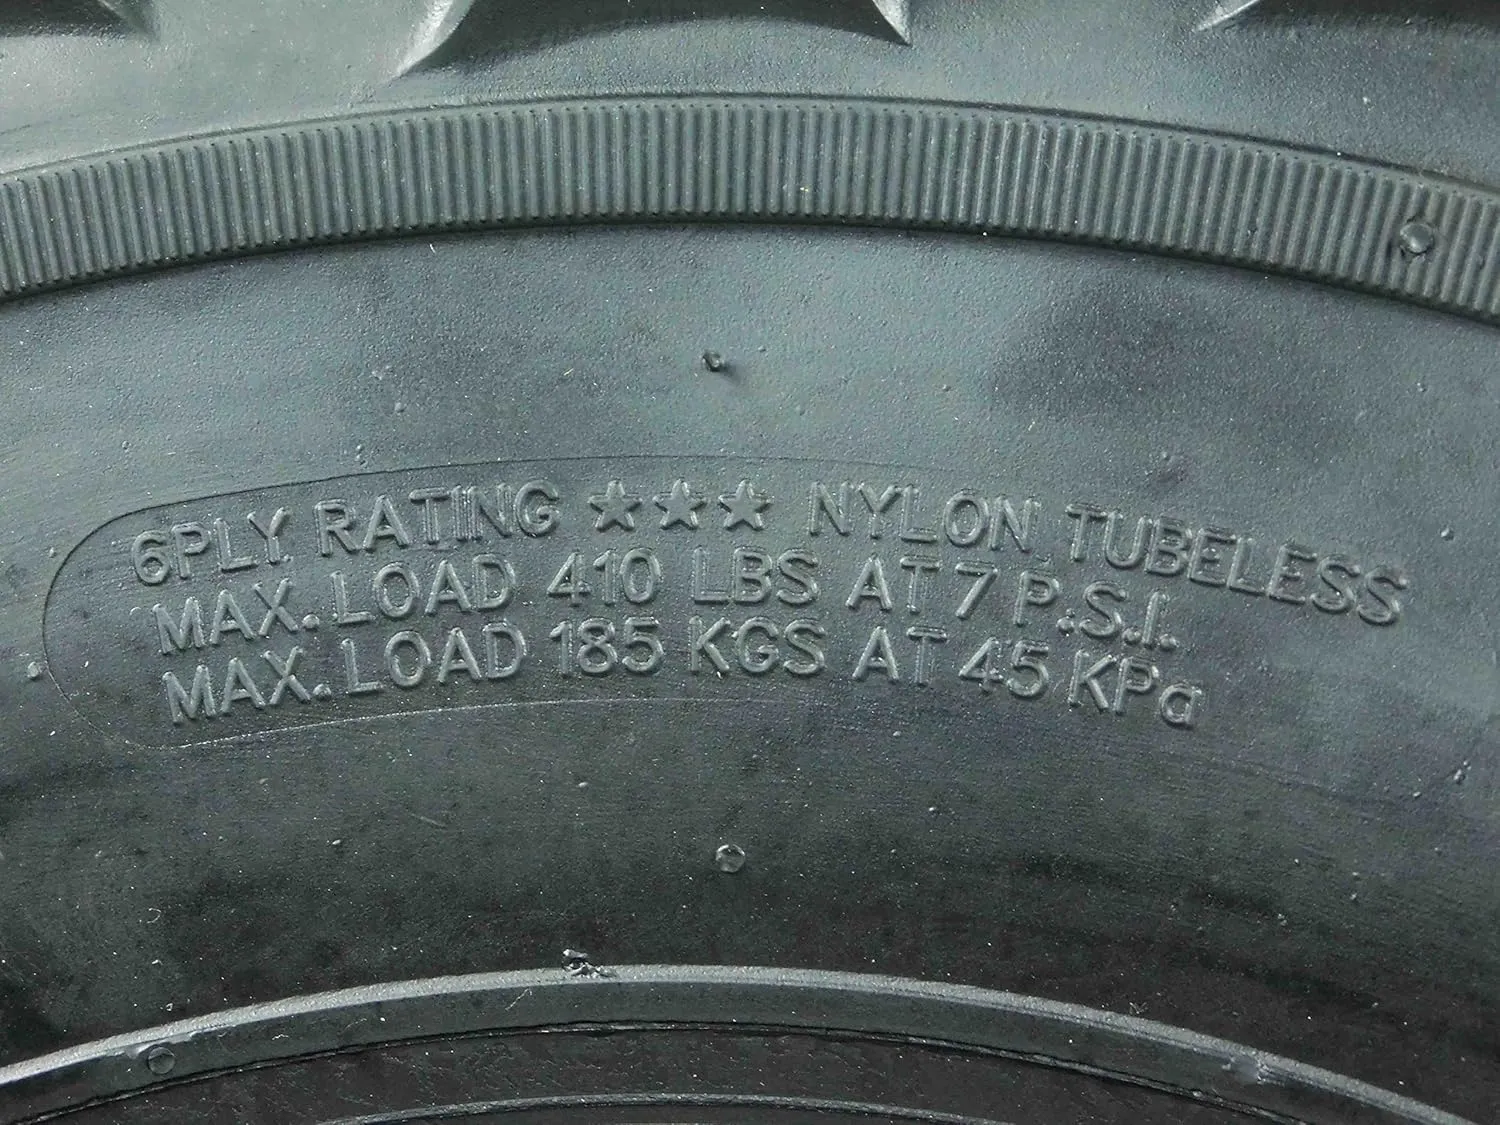 6PLY RATING ★★★ NYLON TUBELESS
MAX. LOAD 410 LBS AT 7 P.S.I.
MAX. LOAD 185 KGS AT 45 KPa